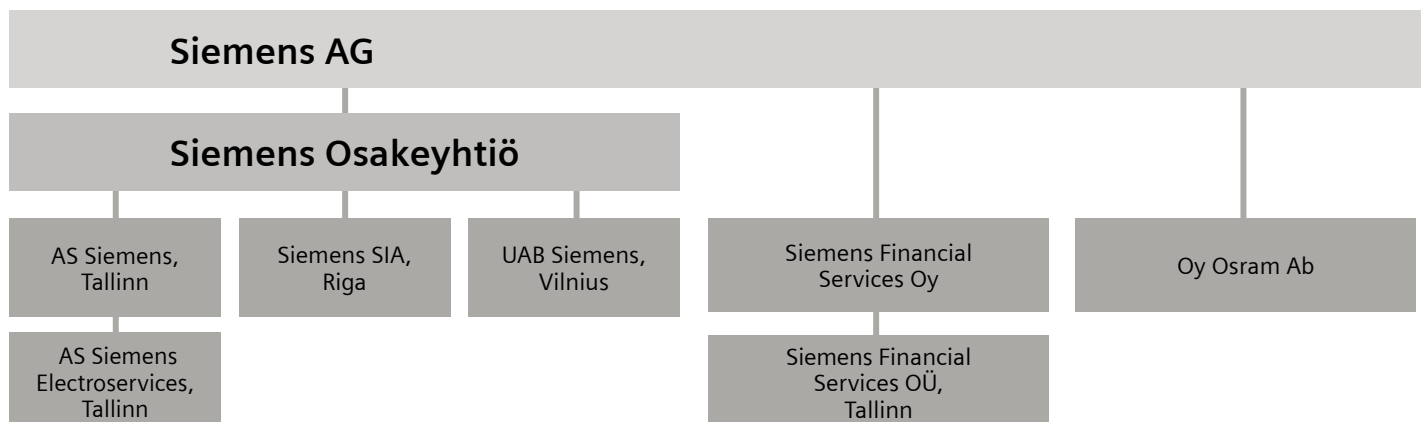 Siemens AG
Siemens Osakeyhtiö
AS Siemens,
Tallinn
Siemens SIA,
Riga
UAB Siemens,
Vilnius
Siemens Financial
Services Oy
Oy Osram Ab
AS Siemens
Electroservices,
Tallinn
Siemens Financial
Services OÜ,
Tallinn